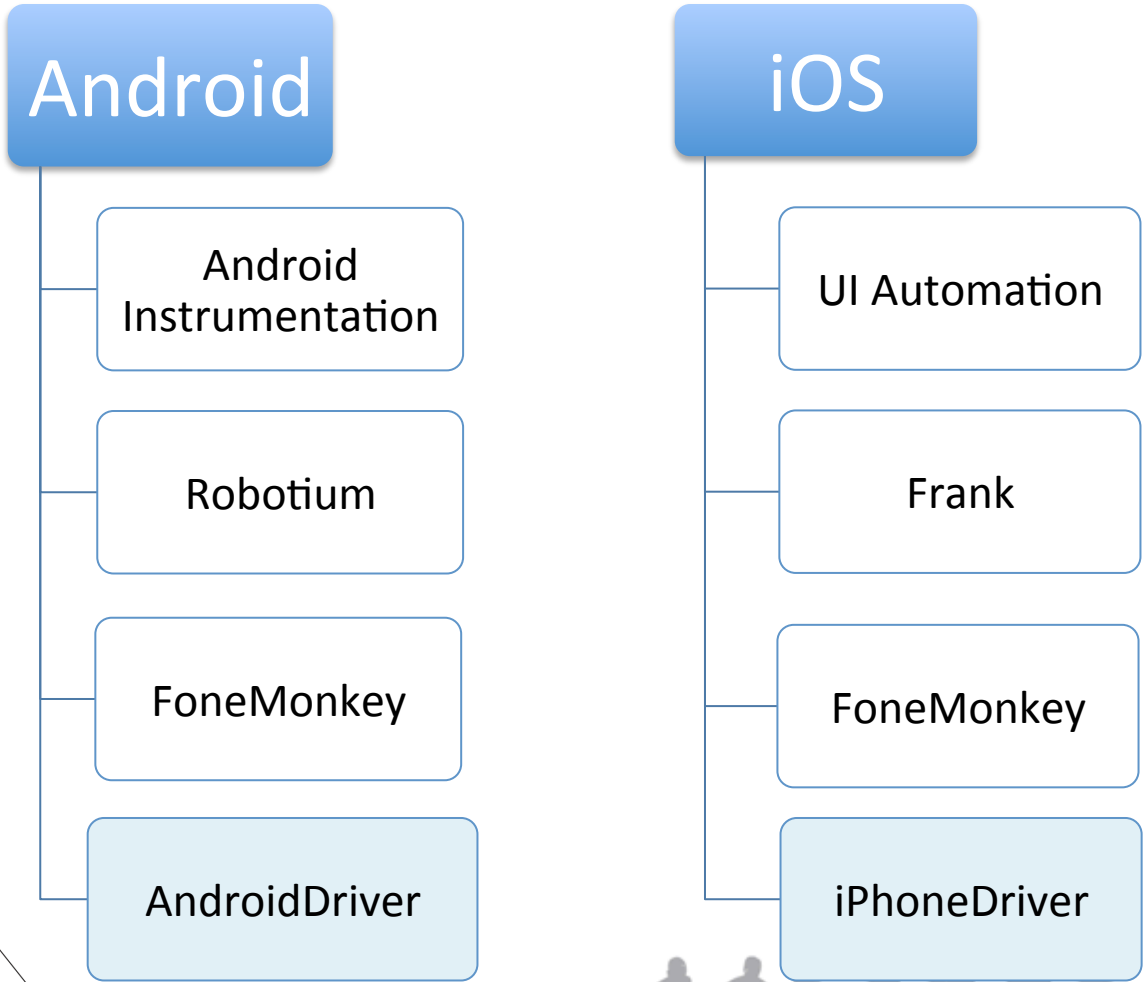 Android
Android
Instrumentation
Robotium
FoneMonkey
AndroidDriver
iOS
UI Automation
Frank
FoneMonkey
iPhoneDriver